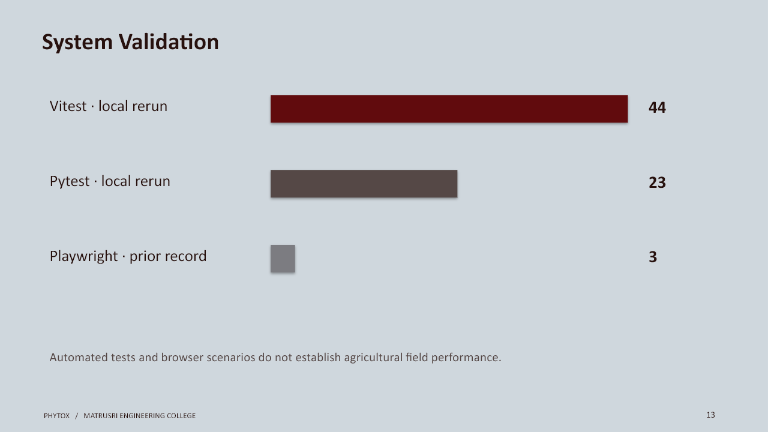 System Validation
Vitest · local rerun 44
Pytest · local rerun 23
Playwright · prior record 3
Automated tests and browser scenarios do not establish agricultural field performance.
PHYTOX / MATRUSRI ENGINEERING COLLEGE 13